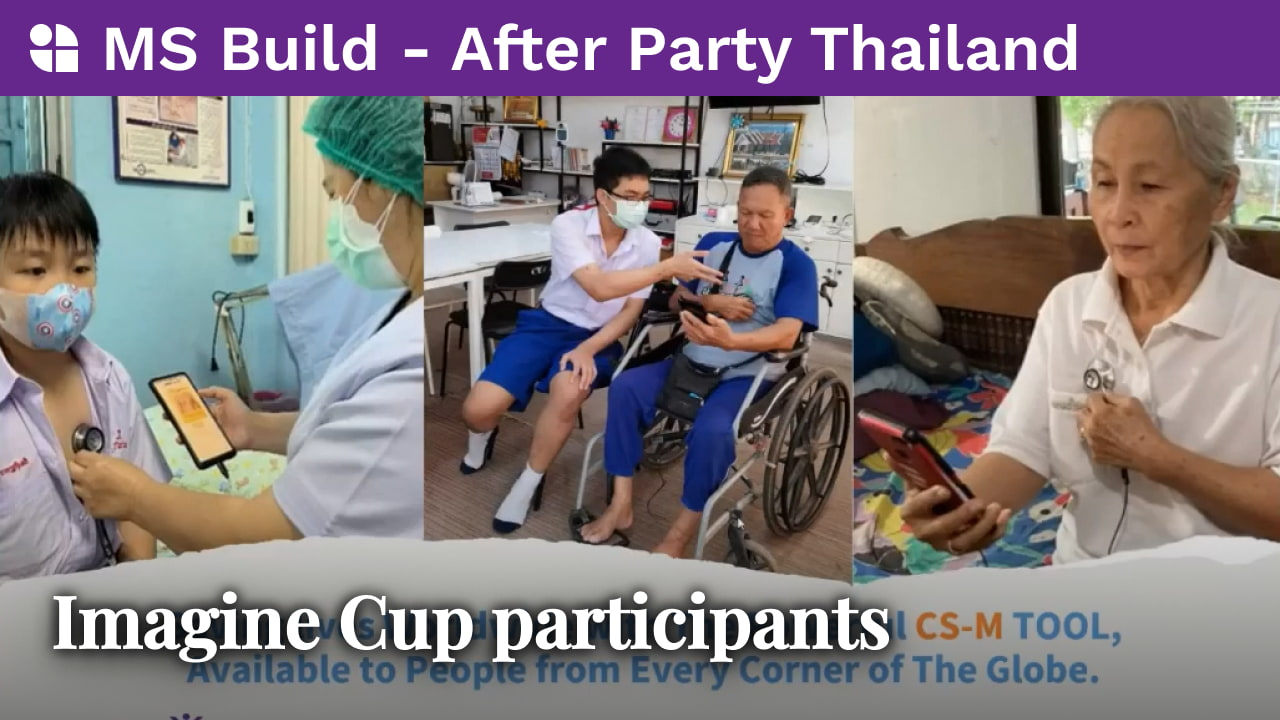 MS Build - After Party Thailand
Imagine Cup participants
CS-M TOOL,
Available to People from Every Corner of The Globe.